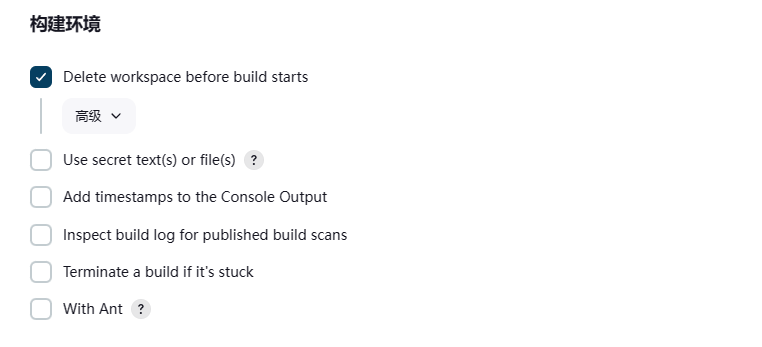 构建环境
Delete workspace before build starts
高级
Use secret text(s) or file(s) ?
Add timestamps to the Console Output
Inspect build log for published build scans
Terminate a build if it's stuck
With Ant ?